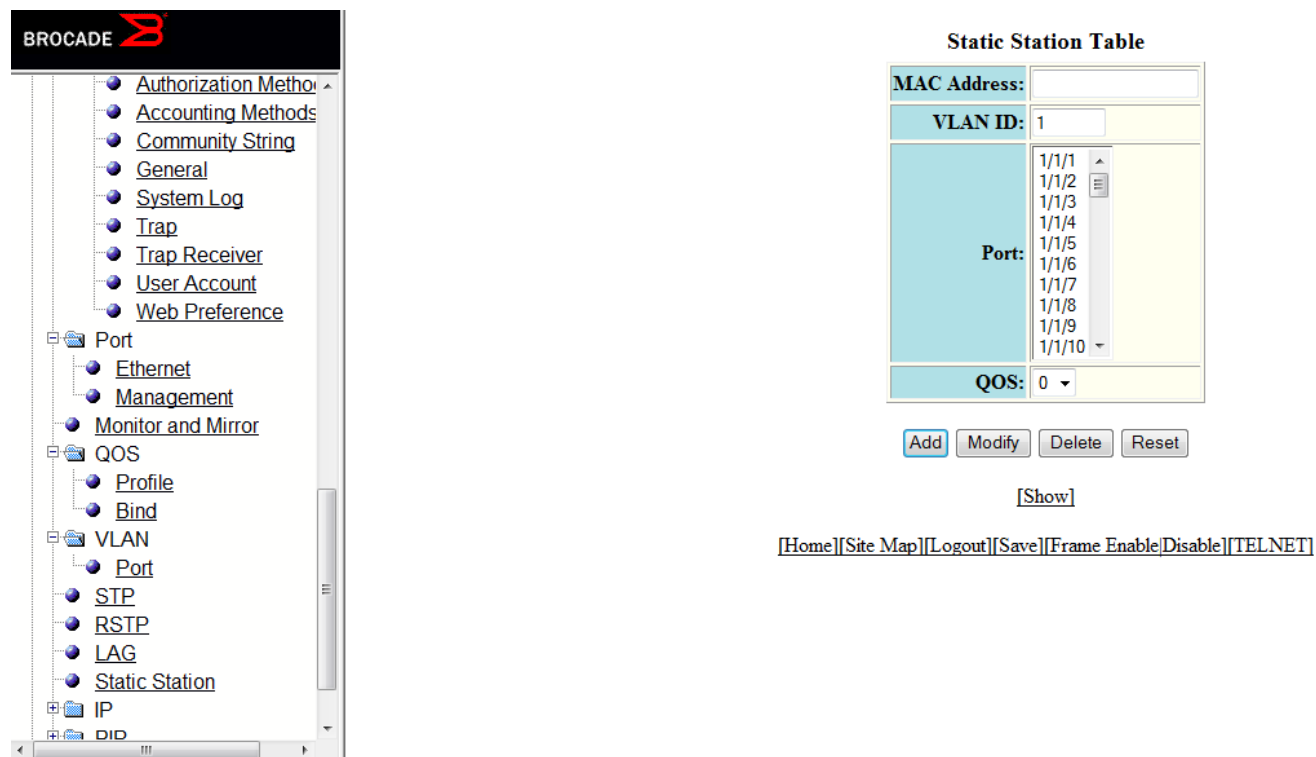 BROCADE
Authorization Metho
Accounting Methods
Community String
General
System Log
Trap
Trap Receiver
User Account
Web Preference
Port
Ethernet
Management
Monitor and Mirror
QOS
Profile
Bind
VLAN
Port
STP
RSTP
LAG
Static Station
IP
RIP
Static Station Table
MAC Address:
VLAN ID: 1
Port:
1/1/1
1/1/2
1/1/3
1/1/4
1/1/5
1/1/6
1/1/7
1/1/8
1/1/9
1/1/10
QOS: 0
Add Modify Delete Reset
[Show]
[Home][Site Map][Logout][Save][Frame Enable|Disable][TELNET]